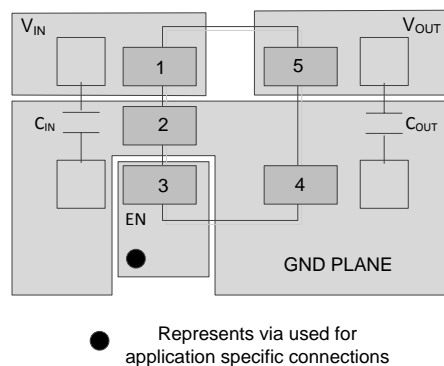 VIN
VOUT
1
5
CIN
2
COUT
3
4
EN
GND PLANE
Represents via used for
application specific connections